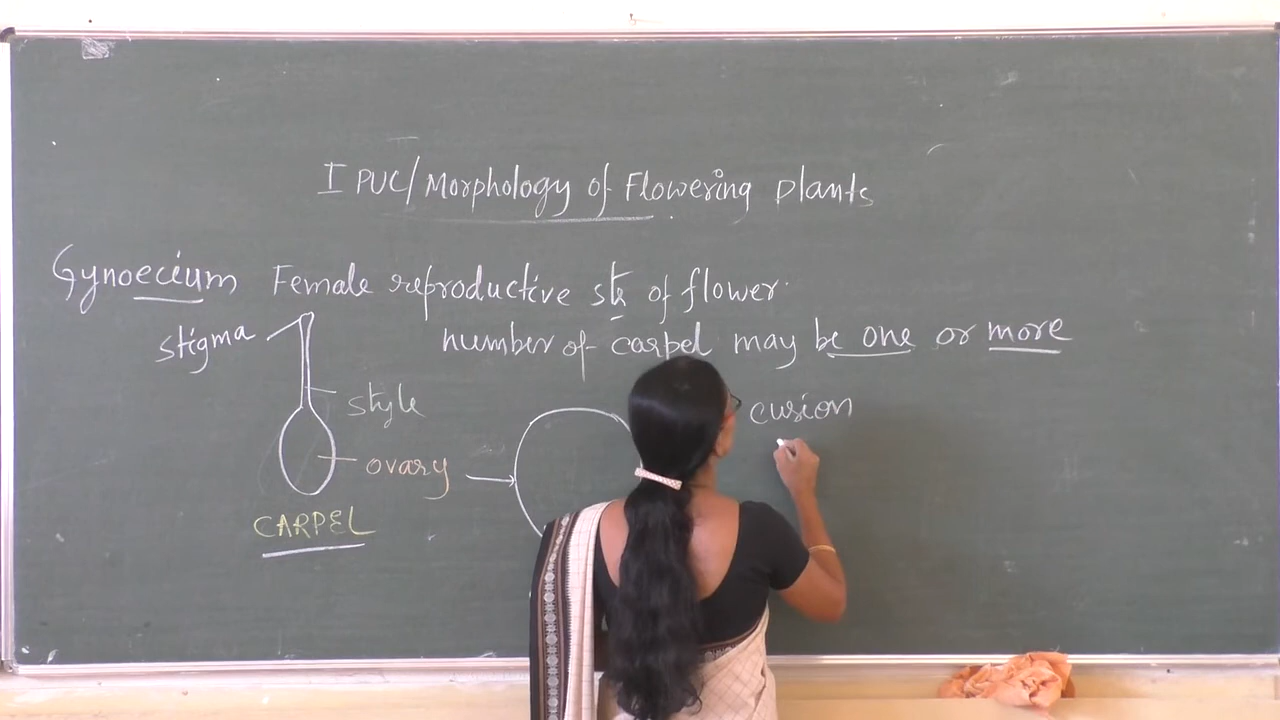 I PUC/Morphology of Flowering Plants
Gynoecium Female reproductive str of flower.
stigma
number of carpel may be one or more
style
cusion
ovary
CARPEL